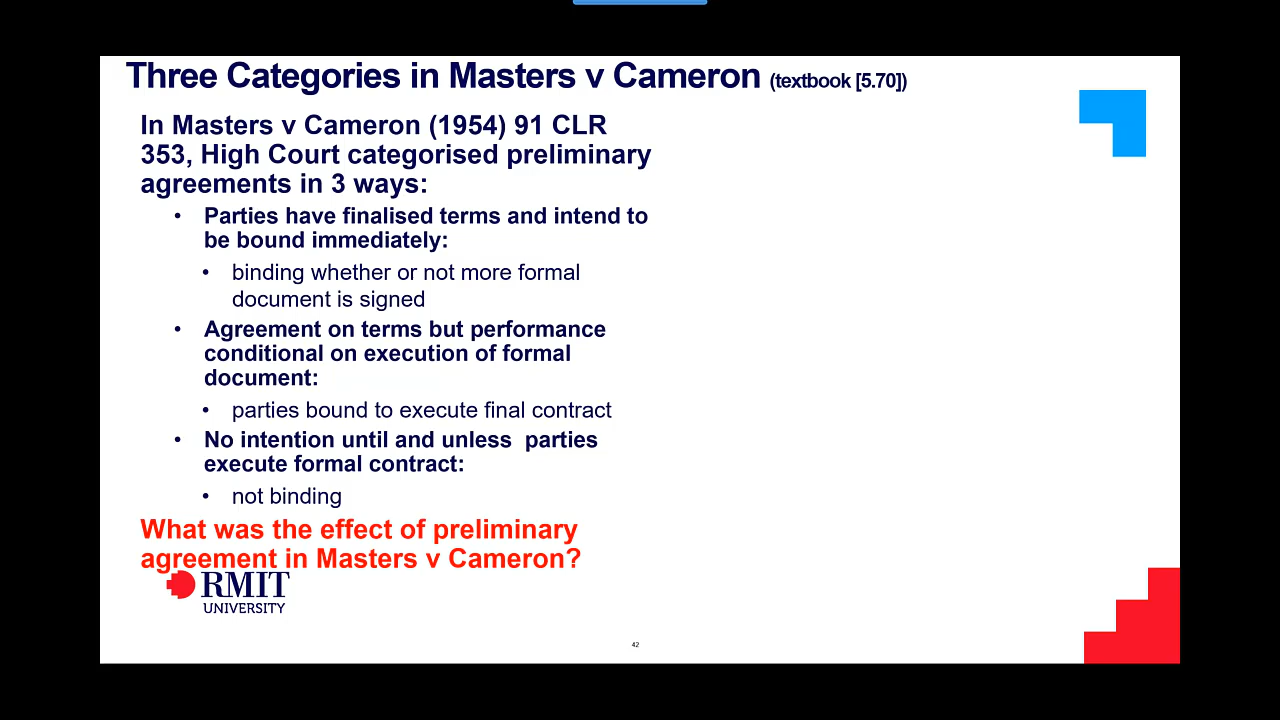 Three Categories in Masters v Cameron (textbook [5.70])
In Masters v Cameron (1954) 91 CLR
353, High Court categorised preliminary
agreements in 3 ways:
• Parties have finalised terms and intend to
be bound immediately:
• binding whether or not more formal
document is signed
• Agreement on terms but performance
conditional on execution of formal
document:
• parties bound to execute final contract
• No intention until and unless  parties
execute formal contract:
• not binding
What was the effect of preliminary
agreement in Masters v Cameron?
RMIT
UNIVERSITY
42